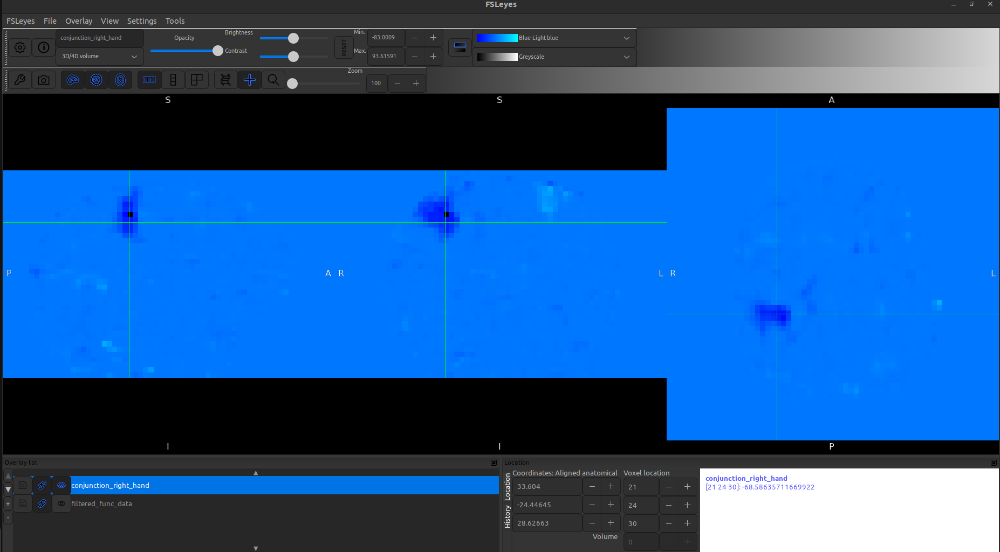 FSLeyes
FSLeyes File Overlay View Settings Tools
conjunction_right_hand
3D/4D volume
Opacity
Brightness
Contrast
RESET
Min.
-83.0009
Max.
93.61591
Blue-Light blue
Greyscale
Zoom
100
S
S
A
P
A
R
L
R
L
I
I
P
Overlay list
conjunction_right_hand
filtered_func_data
Location
Location
History
Coordinates: Aligned anatomical
Voxel location
33.604
21
-24.44645
24
28.62663
30
Volume
0
conjunction_right_hand
[21 24 30]: -68.58635711669922